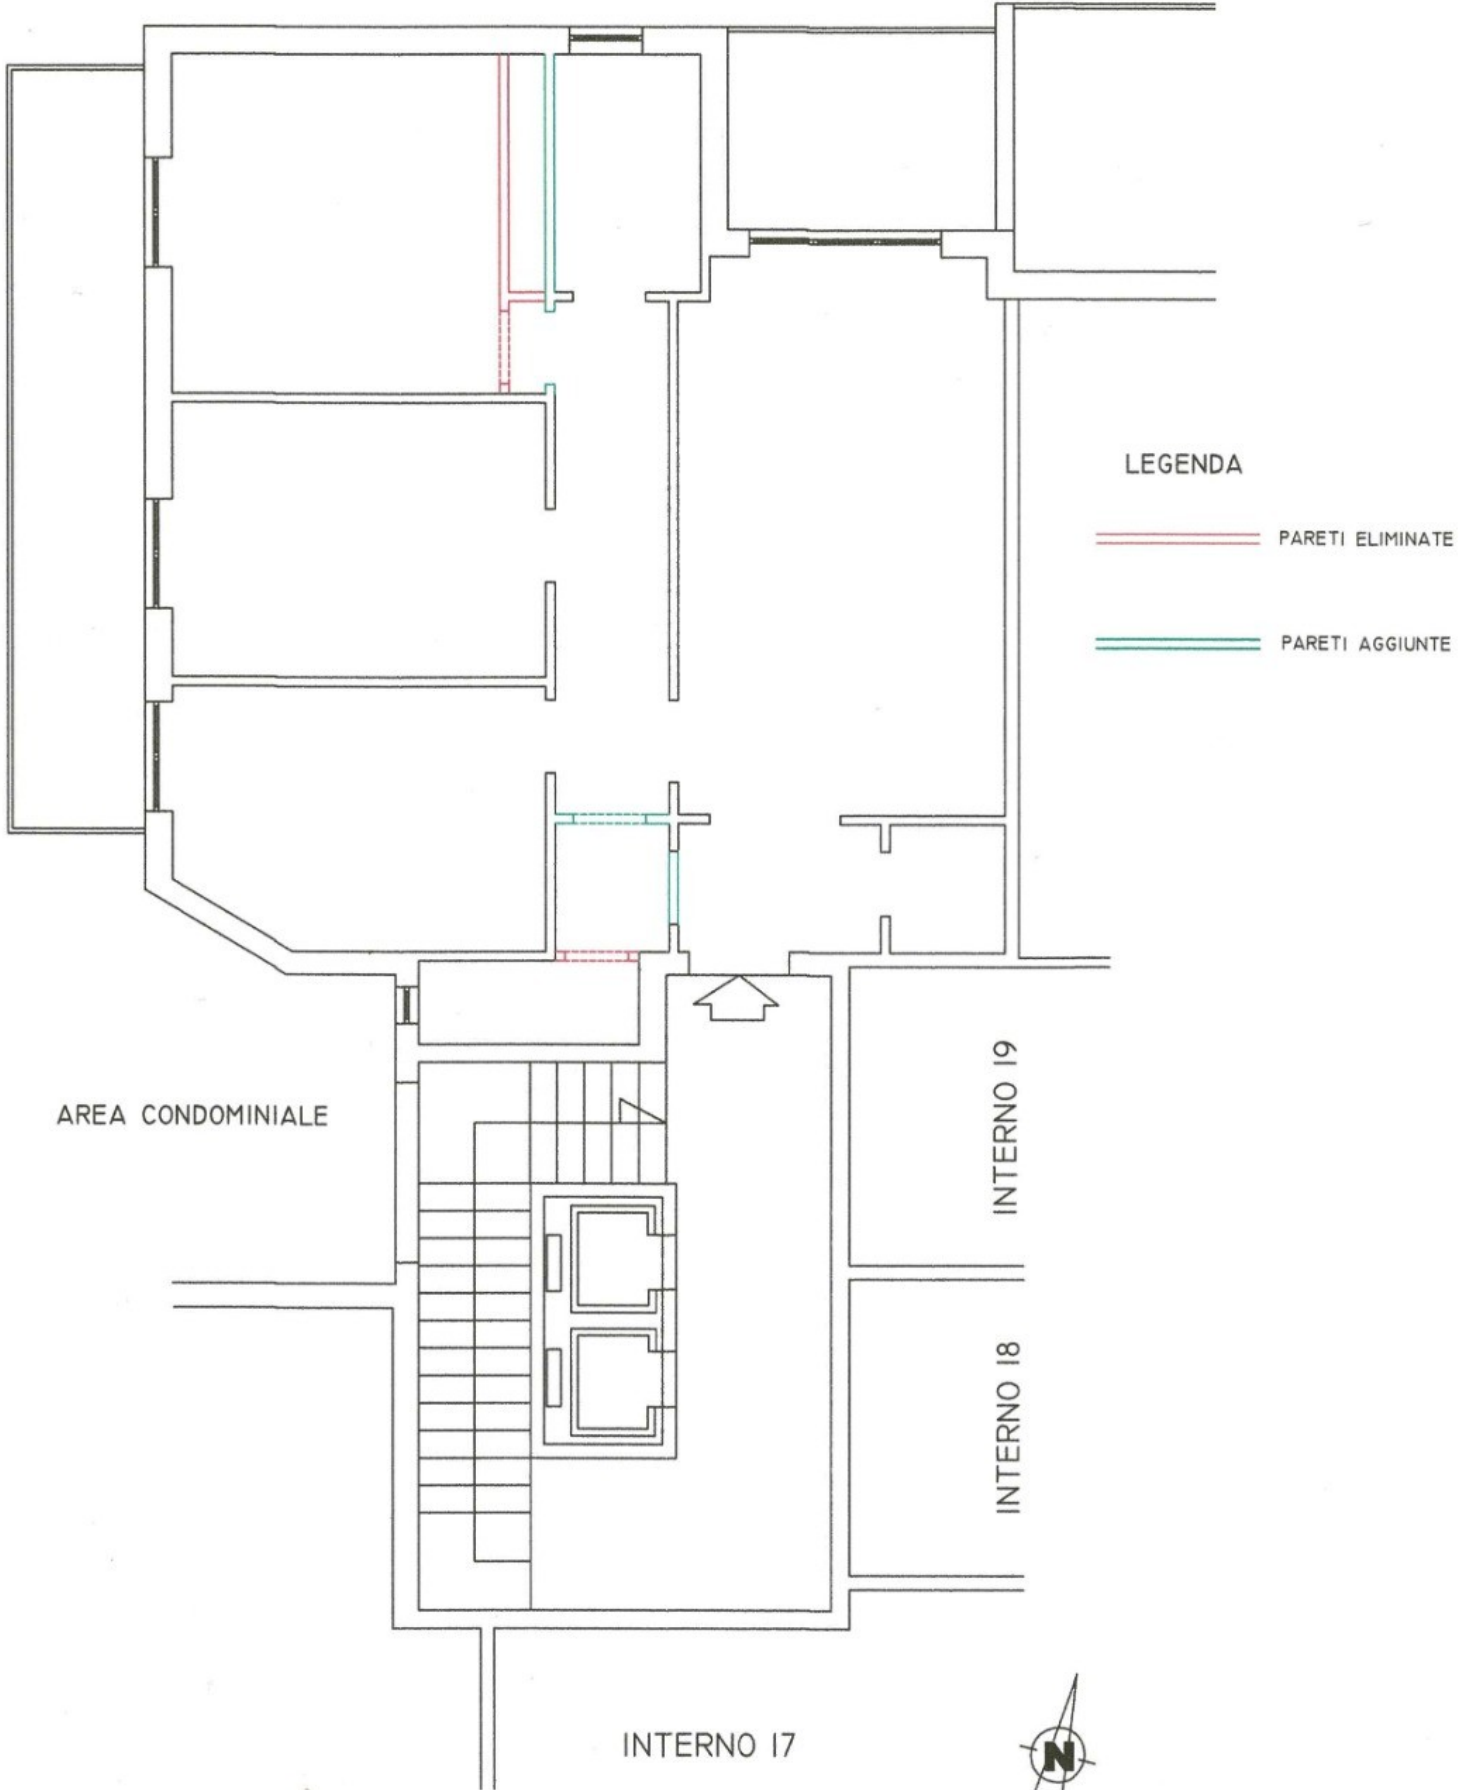 LEGENDA
PARETI ELIMINATE
PARETI AGGIUNTE
AREA CONDOMINIALE
INTERNO 19
INTERNO 18
INTERNO 17
N